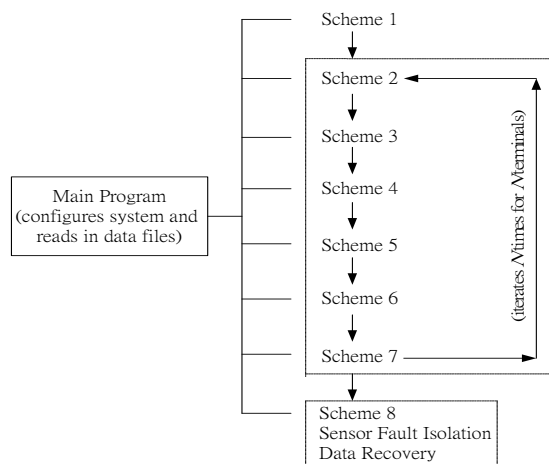 Scheme 1
Scheme 2
Scheme 3
Main Program
(configures system and
reads in data files)
Scheme 4
Scheme 5
Scheme 6
Scheme 7
(iterates N times for N terminals)
Scheme 8
Sensor Fault Isolation
Data Recovery